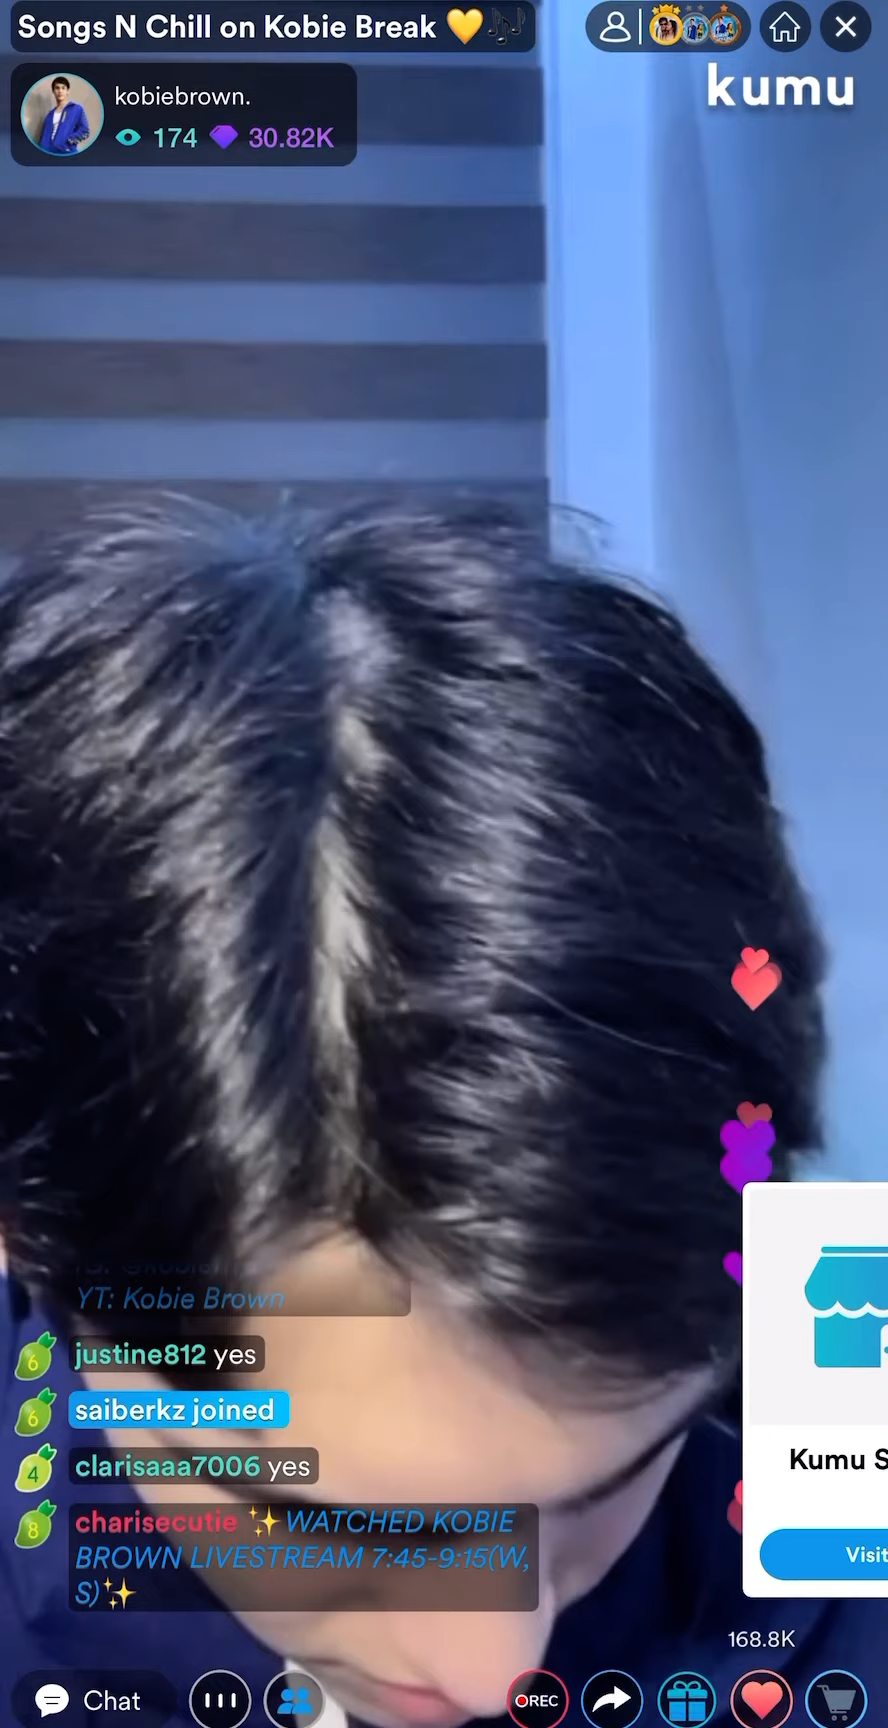 Songs N Chill on Kobie Break 💛🎶
kobiebrown.
174 30.82K
kumu
YT: Kobie Brown
6 justine812 yes
6 saiberkz joined
4 clarisaaa7006 yes
8 charisecutie ✨WATCHED KOBIE
BROWN LIVESTREAM 7:45-9:15(W,
S)✨
Kumu S
Visit
168.8K
Chat
REC